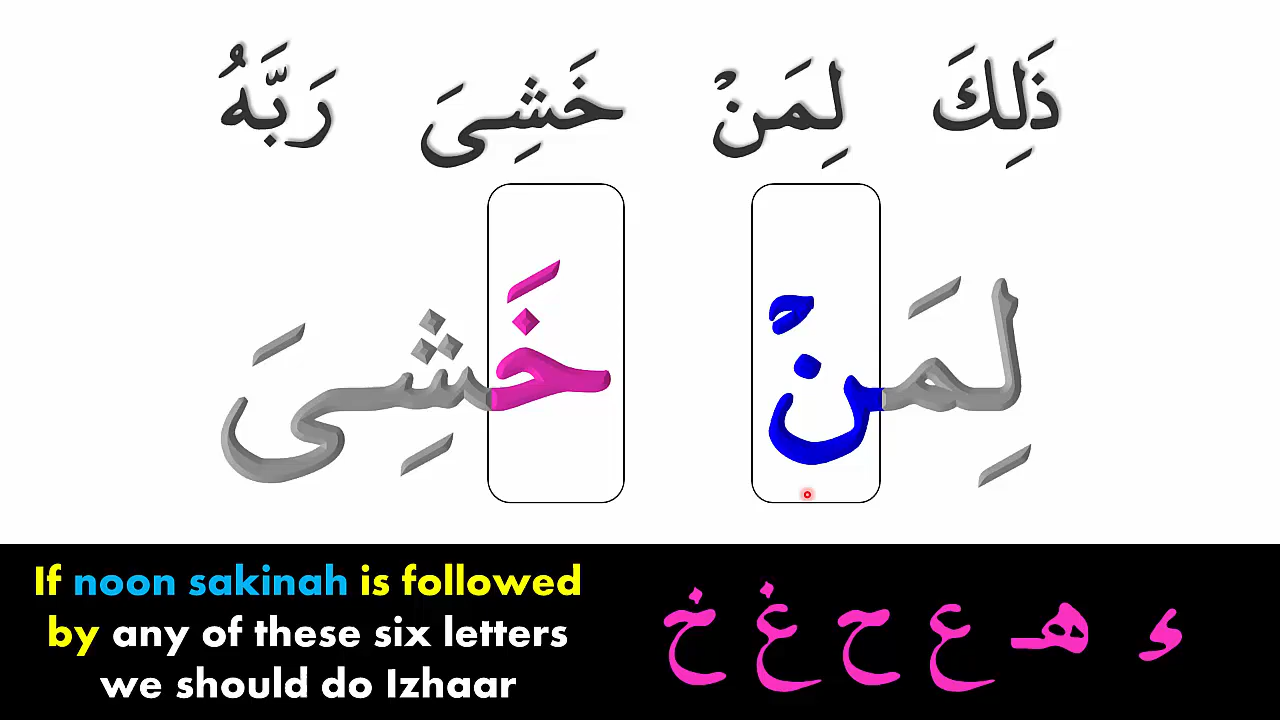 ذَلِكَ لِمَنْ خَشِىَ رَبَّهُ
لِمَنْ خَشِىَ
If noon sakinah is followed
by any of these six letters
we should do Izhaar
ء هـ ع ح غ خ